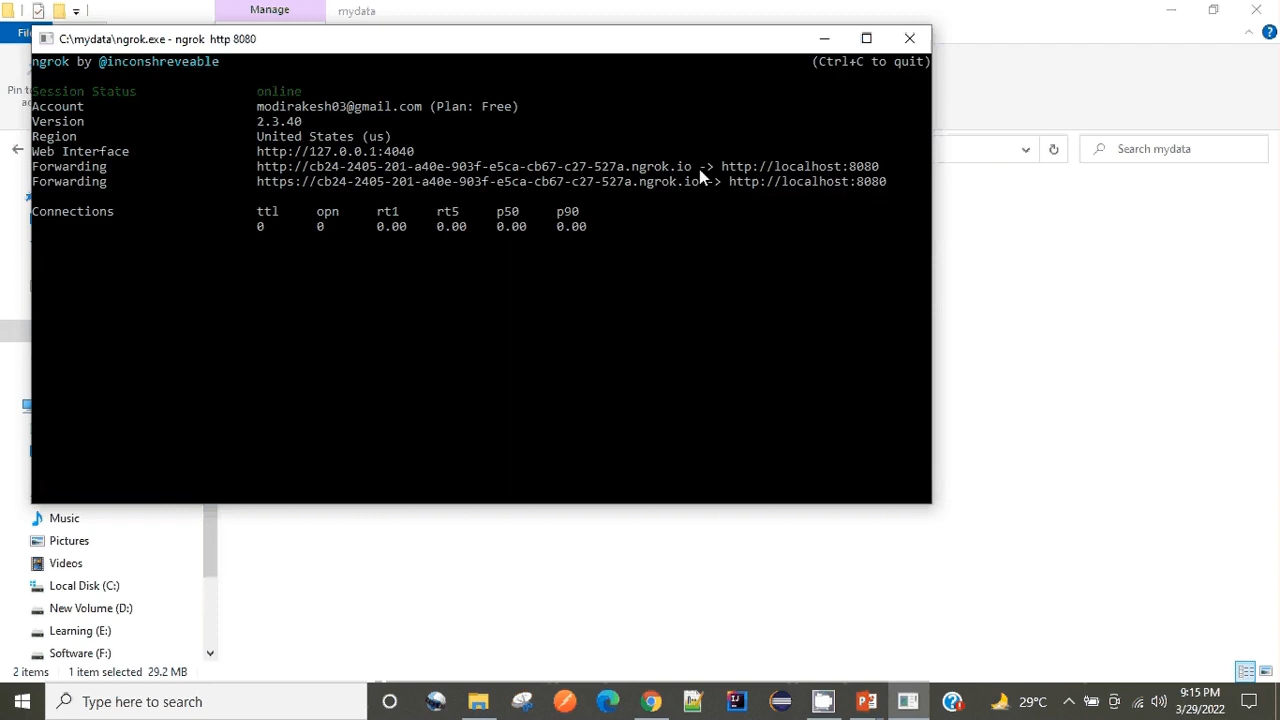 Manage
mydata
File
C:\mydata\ngrok.exe - ngrok  http 8080
ngrok by @inconshreveable (Ctrl+C to quit)
Session Status online
Account modirakesh03@gmail.com (Plan: Free)
Version 2.3.40
Region United States (us)
Web Interface http://127.0.0.1:4040
Forwarding http://cb24-2405-201-a40e-903f-e5ca-cb67-c27-527a.ngrok.io -> http://localhost:8080
Forwarding https://cb24-2405-201-a40e-903f-e5ca-cb67-c27-527a.ngrok.io -> http://localhost:8080
Connections ttl opn rt1 rt5 p50 p90
0 0 0.00 0.00 0.00 0.00
Pin to
Search mydata
Music
Pictures
Videos
Local Disk (C:)
New Volume (D:)
Learning (E:)
Software (F:)
2 items 1 item selected 29.2 MB
Type here to search
29°C
9:15 PM
3/29/2022